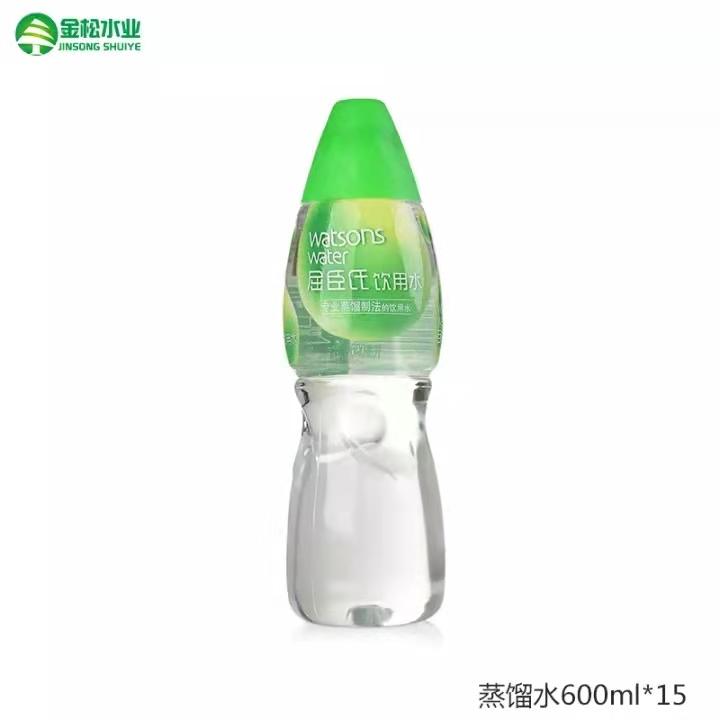 金松水业
JINSONG SHUIYE
watsons
water
屈臣氏 饮用水
专业蒸馏制法的饮用水
蒸馏水600ml*15